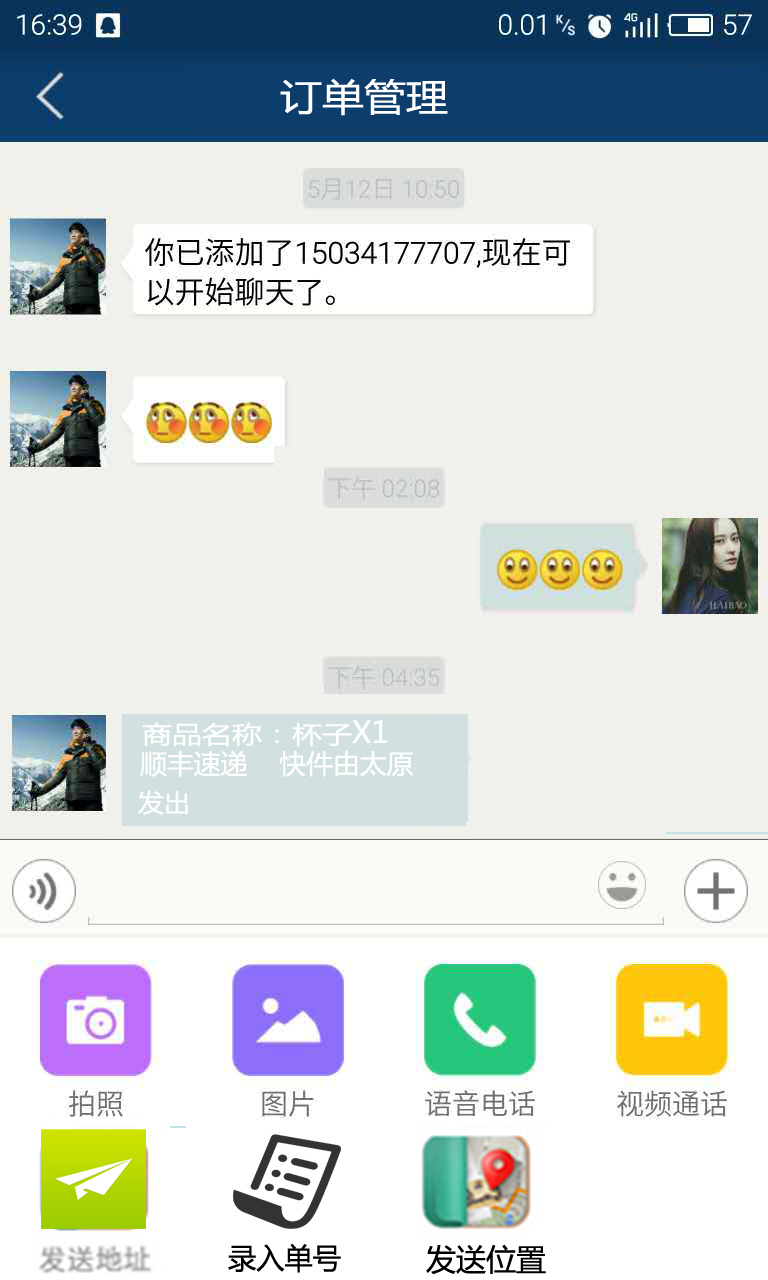 16:39 0.01 K/s 4G 57
订单管理
5月12日 10:50
你已添加了15034177707,现在可
以开始聊天了。
下午 02:08
HAIBAO
下午 04:35
商品名称：杯子X1
顺丰速递 快件由太原
发出
拍照 图片 语音电话 视频通话
发送地址 录入单号 发送位置